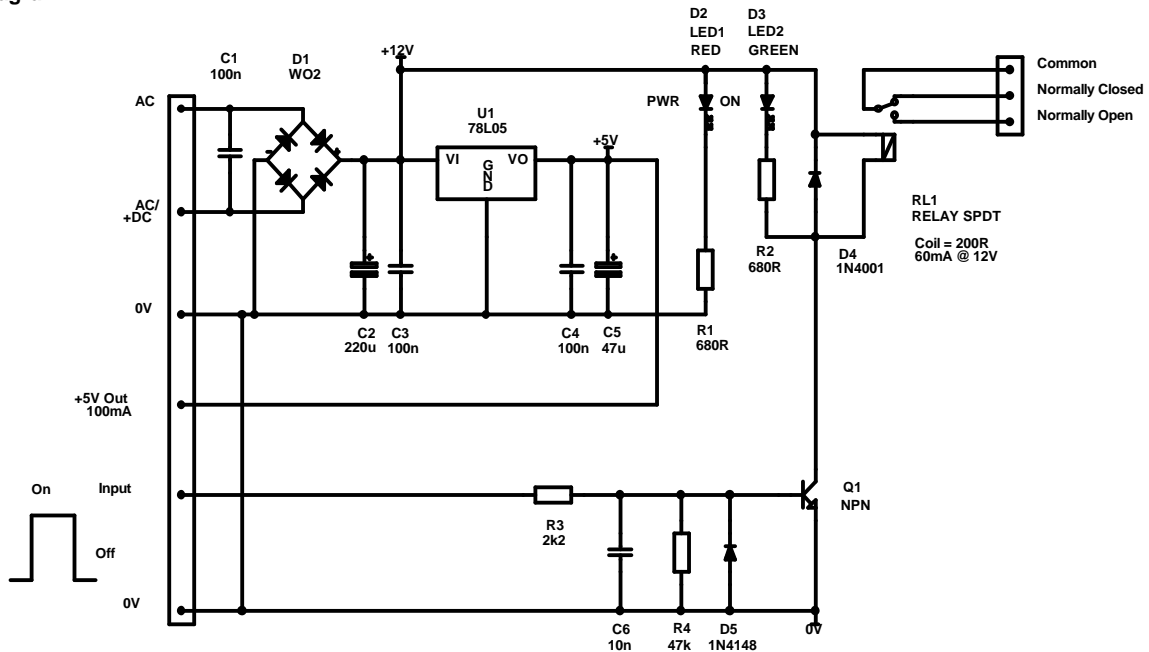 D2
LED1
RED
D3
LED2
GREEN
+12V
C1
100n
D1
WO2
Common
Normally Closed
Normally Open
AC
PWR
ON
U1
78L05
+5V
VI
VO
GND
AC/
+DC
RL1
RELAY SPDT
Coil = 200R
60mA @ 12V
R2
680R
D4
1N4001
0V
C2
220u
C3
100n
C4
100n
C5
47u
R1
680R
+5V Out
100mA
On
Input
Off
R3
2k2
Q1
NPN
0V
C6
10n
R4
47k
D5
1N4148
0V